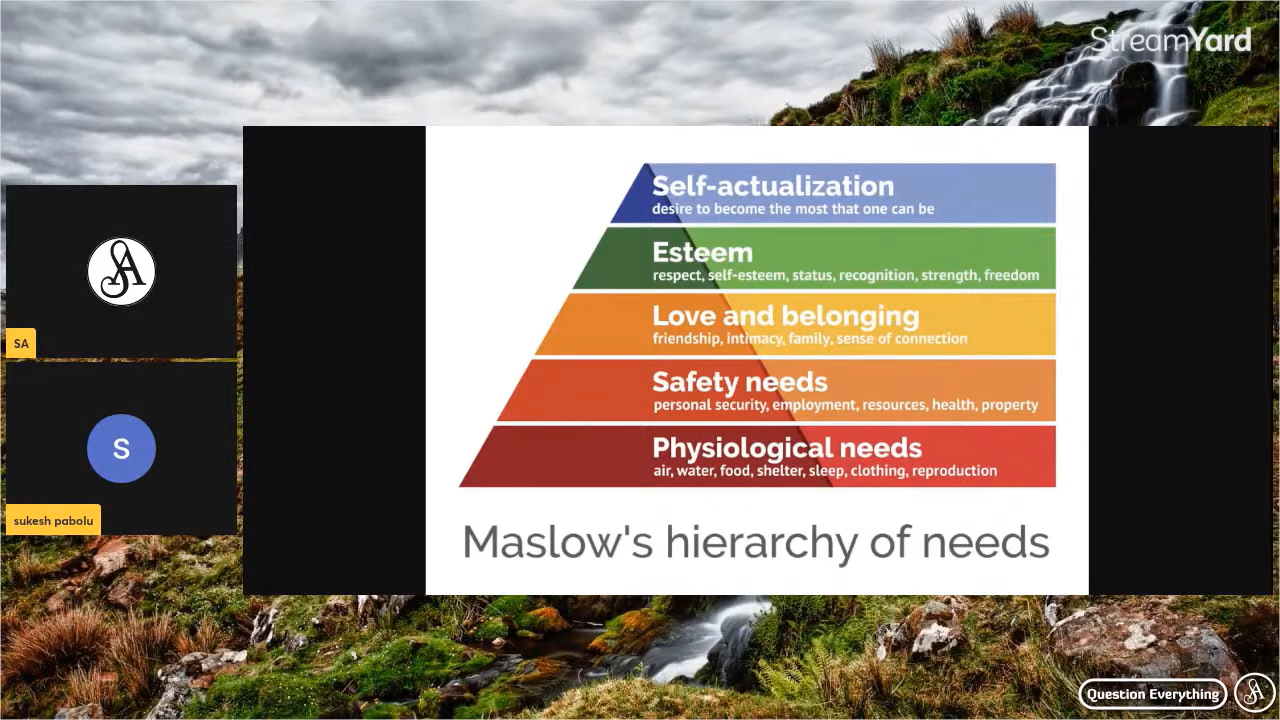 StreamYard
SA
SA
S
sukesh pabolu
Self-actualization
desire to become the most that one can be
Esteem
respect, self-esteem, status, recognition, strength, freedom
Love and belonging
friendship, intimacy, family, sense of connection
Safety needs
personal security, employment, resources, health, property
Physiological needs
air, water, food, shelter, sleep, clothing, reproduction
Maslow's hierarchy of needs
Question Everything
SA